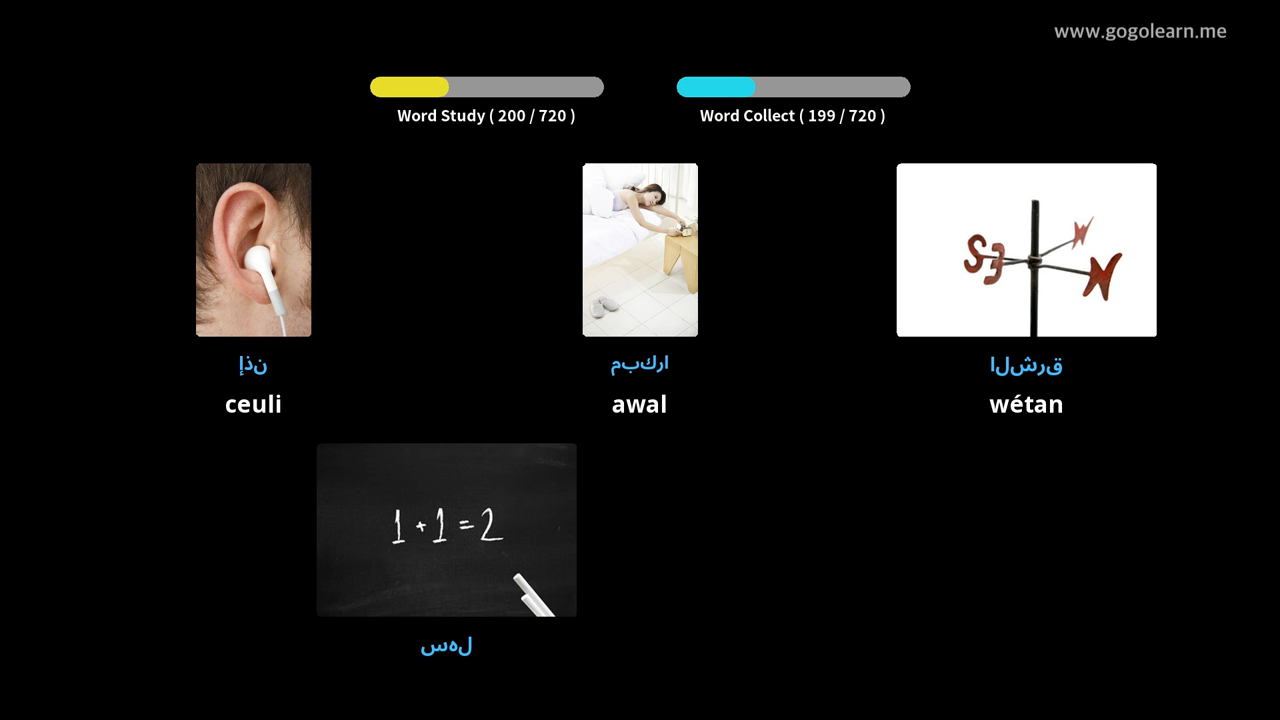 www.gogolearn.me
Word Study ( 200 / 720 )
Word Collect ( 199 / 720 )
إذن
مبكرا
الشرق
ceuli
awal
wétan
S
E
N
W
1 + 1 = 2
سهل